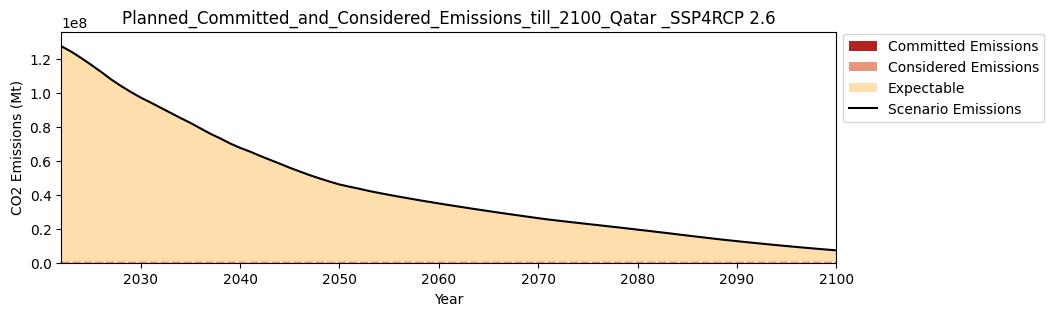 Planned_Committed_and_Considered_Emissions_till_2100_Qatar _SSP4RCP 2.6
1e8
1.2
1.0
0.8
0.6
0.4
0.2
0.0
CO2 Emissions (Mt)
2030 2040 2050 2060 2070 2080 2090 2100
Year
Committed Emissions
Considered Emissions
Expectable
Scenario Emissions